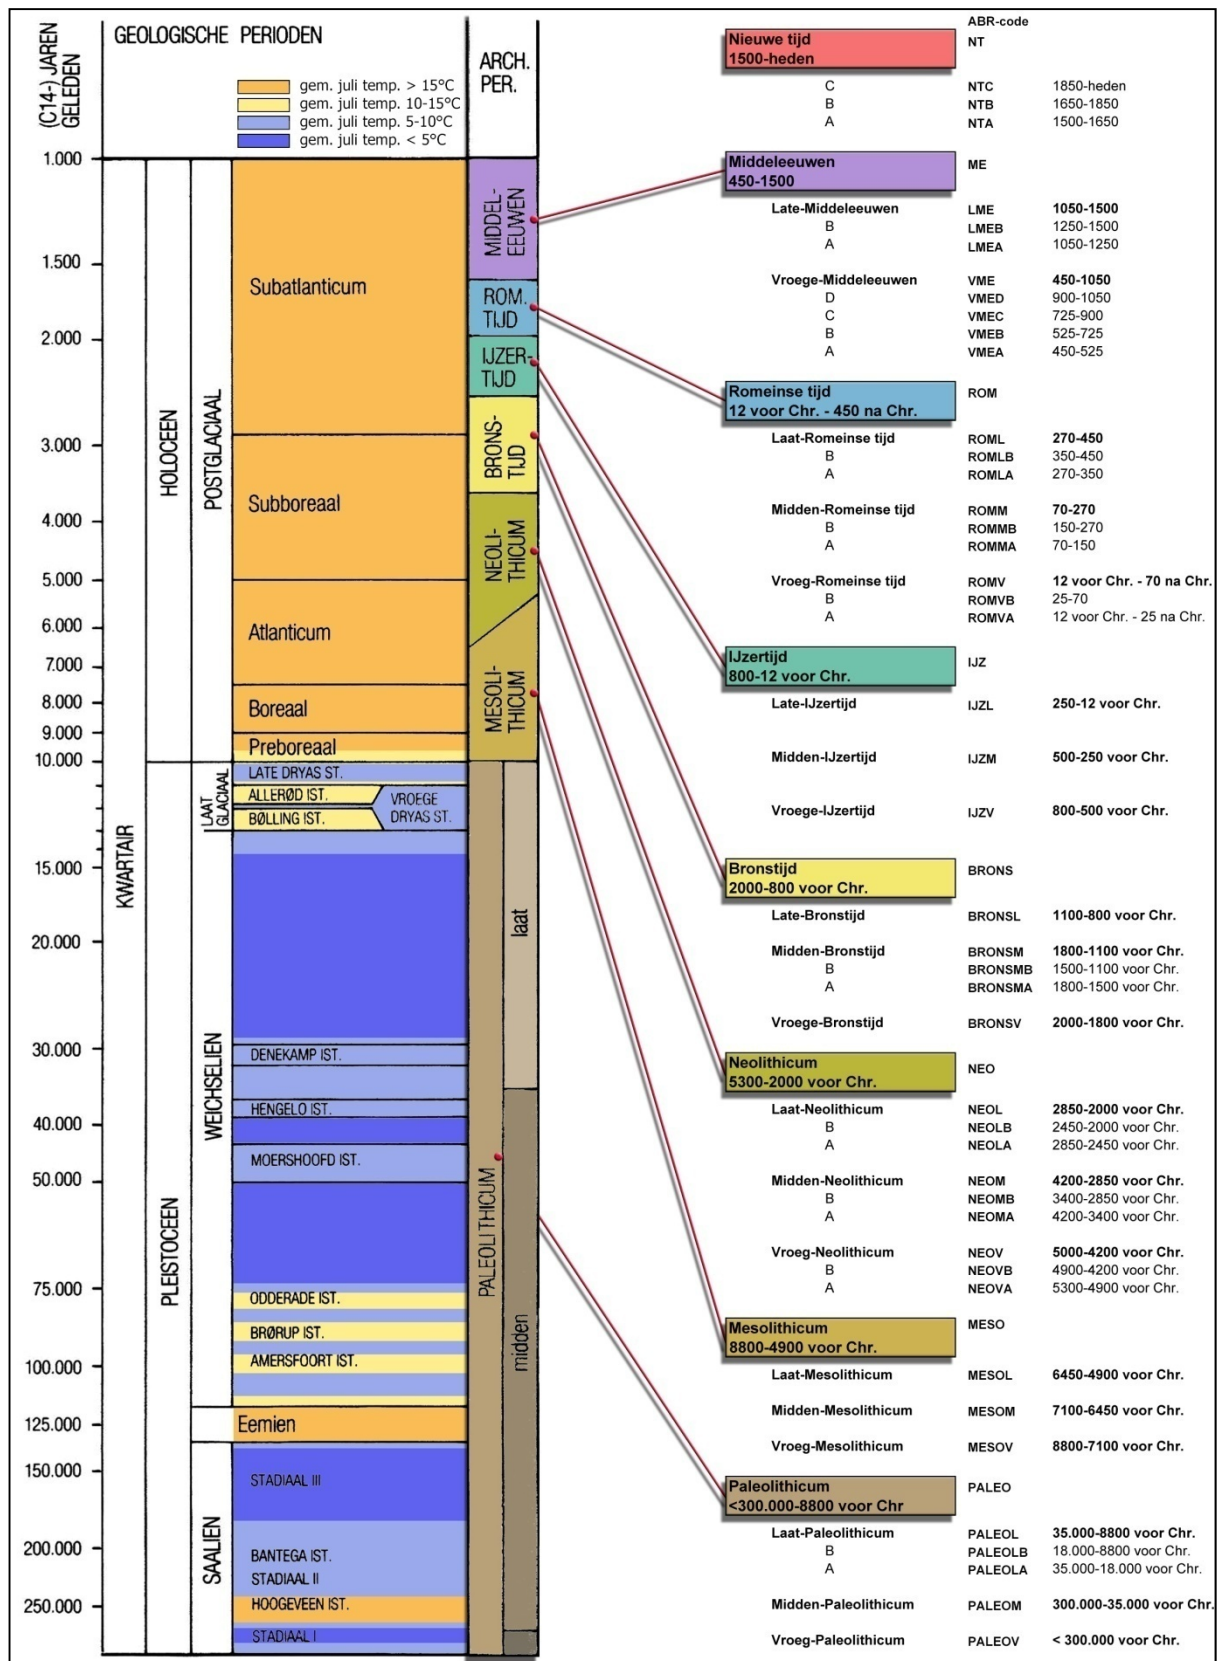 (C14-) JAREN
GELEDEN
GEOLOGISCHE PERIODEN
gem. juli temp. > 15°C
gem. juli temp. 10-15°C
gem. juli temp. 5-10°C
gem. juli temp. < 5°C
ARCH.
PER.
1.000
1.500
2.000
3.000
4.000
5.000
6.000
7.000
8.000
9.000
10.000
15.000
20.000
30.000
40.000
50.000
75.000
100.000
125.000
150.000
200.000
250.000
KWARTAIR
HOLOCEEN
PLEISTOCEEN
POSTGLACIAAL
LAAT
GLACIAAL
WEICHSELIEN
SAALIEN
Subatlanticum
Subboreaal
Atlanticum
Boreaal
Preboreaal
LATE DRYAS ST.
ALLERØD IST.
VROEGE
DRYAS ST.
BØLLING IST.
DENEKAMP IST.
HENGELO IST.
MOERSHOOFD IST.
ODDERADE IST.
BRØRUP IST.
AMERSFOORT IST.
Eemien
STADIAAL III
BANTEGA IST.
STADIAAL II
HOOGEVEEN IST.
STADIAAL I
MIDDEL-
EEUWEN
ROM.
TIJD
IJZER-
TIJD
BRONS-
TIJD
NEOLI-
THICUM
MESOLI-
THICUM
PALEOLITHICUM
laat
midden
ABR-code
Nieuwe tijd NT
1500-heden
C NTC 1850-heden
B NTB 1650-1850
A NTA 1500-1650
Middeleeuwen ME
450-1500
Late-Middeleeuwen LME 1050-1500
B LMEB 1250-1500
A LMEA 1050-1250
Vroege-Middeleeuwen VME 450-1050
D VMED 900-1050
C VMEC 725-900
B VMEB 525-725
A VMEA 450-525
Romeinse tijd ROM
12 voor Chr. - 450 na Chr.
Laat-Romeinse tijd ROML 270-450
B ROMLB 350-450
A ROMLA 270-350
Midden-Romeinse tijd ROMM 70-270
B ROMMB 150-270
A ROMMA 70-150
Vroeg-Romeinse tijd ROMV 12 voor Chr. - 70 na Chr.
B ROMVB 25-70
A ROMVA 12 voor Chr. - 25 na Chr.
IJzertijd IJZ
800-12 voor Chr.
Late-IJzertijd IJZL 250-12 voor Chr.
Midden-IJzertijd IJZM 500-250 voor Chr.
Vroege-IJzertijd IJZV 800-500 voor Chr.
Bronstijd BRONS
2000-800 voor Chr.
Late-Bronstijd BRONSL 1100-800 voor Chr.
Midden-Bronstijd BRONSM 1800-1100 voor Chr.
B BRONSMB 1500-1100 voor Chr.
A BRONSMA 1800-1500 voor Chr.
Vroege-Bronstijd BRONSV 2000-1800 voor Chr.
Neolithicum NEO
5300-2000 voor Chr.
Laat-Neolithicum NEOL 2850-2000 voor Chr.
B NEOLB 2450-2000 voor Chr.
A NEOLA 2850-2450 voor Chr.
Midden-Neolithicum NEOM 4200-2850 voor Chr.
B NEOMB 3400-2850 voor Chr.
A NEOMA 4200-3400 voor Chr.
Vroeg-Neolithicum NEOV 5000-4200 voor Chr.
B NEOVB 4900-4200 voor Chr.
A NEOVA 5300-4900 voor Chr.
Mesolithicum MESO
8800-4900 voor Chr.
Laat-Mesolithicum MESOL 6450-4900 voor Chr.
Midden-Mesolithicum MESOM 7100-6450 voor Chr.
Vroeg-Mesolithicum MESOV 8800-7100 voor Chr.
Paleolithicum PALEO
<300.000-8800 voor Chr
Laat-Paleolithicum PALEOL 35.000-8800 voor Chr.
B PALEOLB 18.000-8800 voor Chr.
A PALEOLA 35.000-18.000 voor Chr.
Midden-Paleolithicum PALEOM 300.000-35.000 voor Chr.
Vroeg-Paleolithicum PALEOV < 300.000 voor Chr.